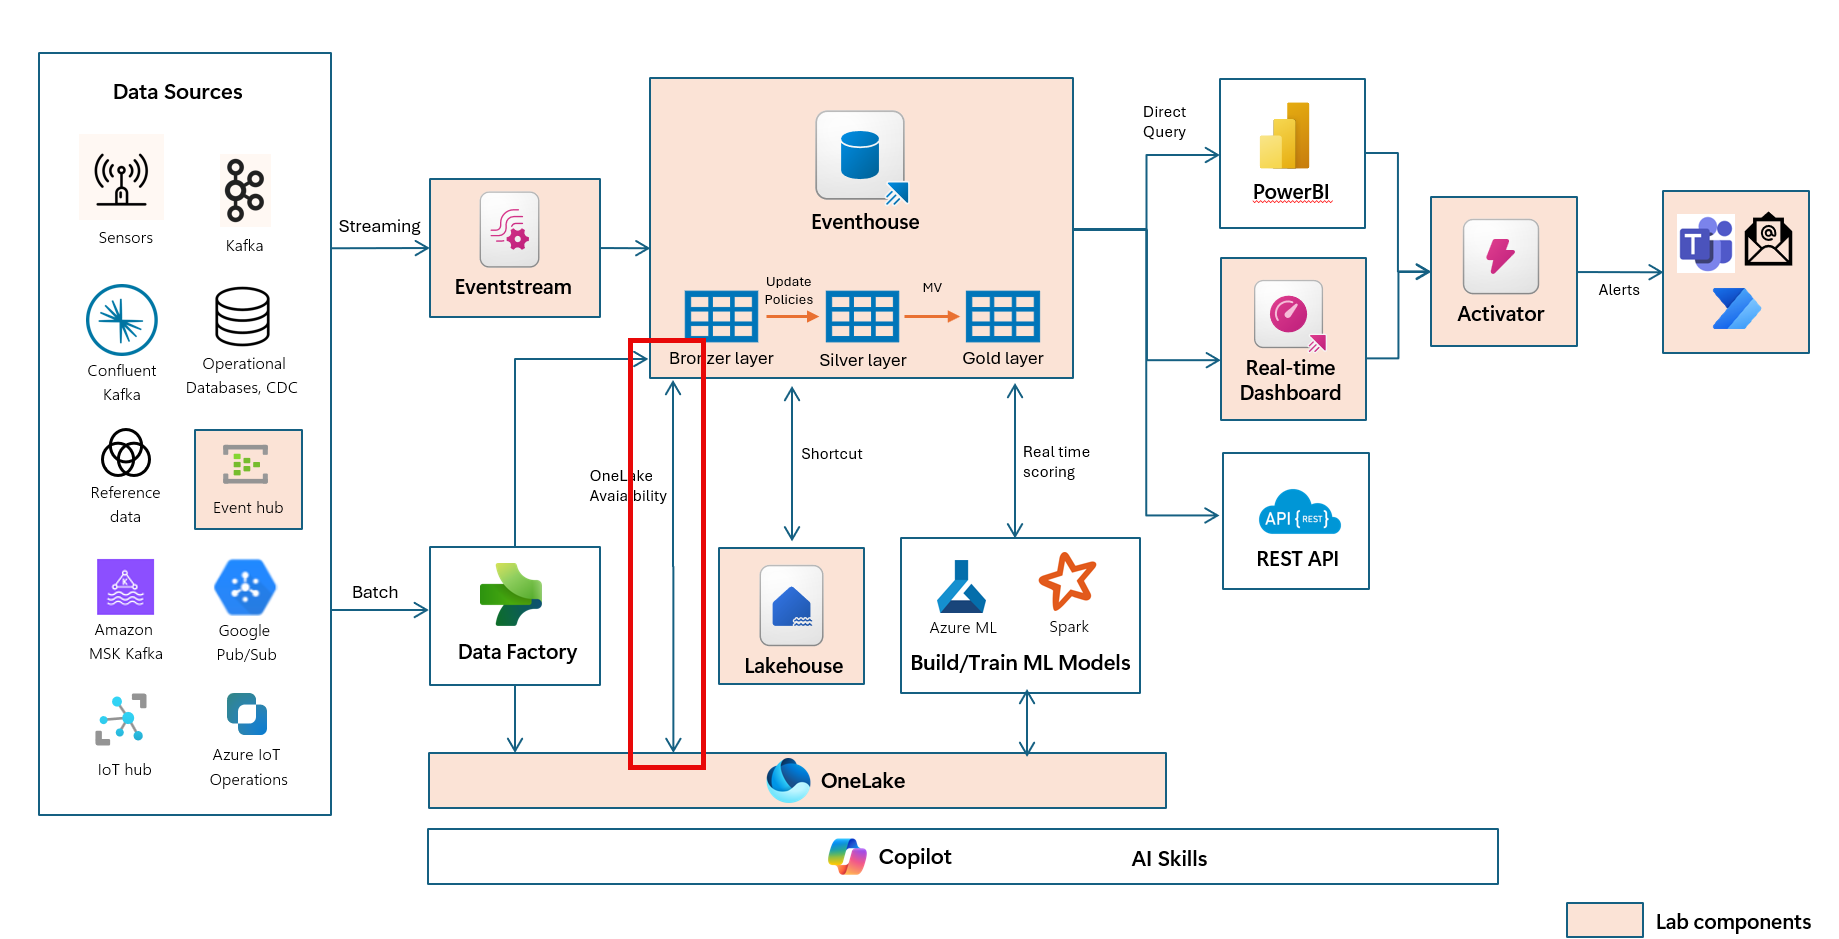 Data Sources
Sensors
Kafka
Confluent
Kafka
Operational
Databases, CDC
Reference
data
Event hub
Amazon
MSK Kafka
Google
Pub/Sub
IoT hub
Azure IoT
Operations
Streaming
Batch
Eventstream
Data Factory
Eventhouse
Update
Policies
MV
Bronzer layer
Silver layer
Gold layer
OneLake
Avaiability
Shortcut
Real time
scoring
Lakehouse
Azure ML
Spark
Build/Train ML Models
OneLake
Copilot
AI Skills
Direct
Query
PowerBI
Real-time
Dashboard
API {REST}
REST API
Activator
Alerts
T
@
K
Lab components